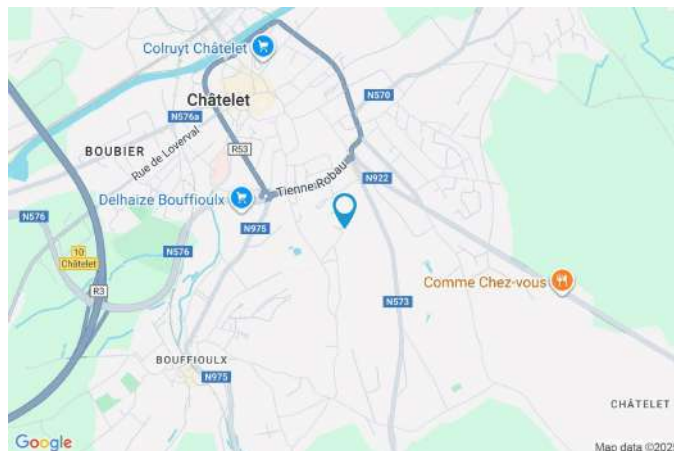 Colruyt Châtelet
N570
Châtelet
N576a
BOUBIER
Rue de Loverval
R53
Tienne Robau
N922
Delhaize Bouffioulx
N576
N975
N576
10
Châtelet
R3
Comme Chez-vous
N573
BOUFFIOULX
N975
CHÂTELET
Google
Map data ©2025